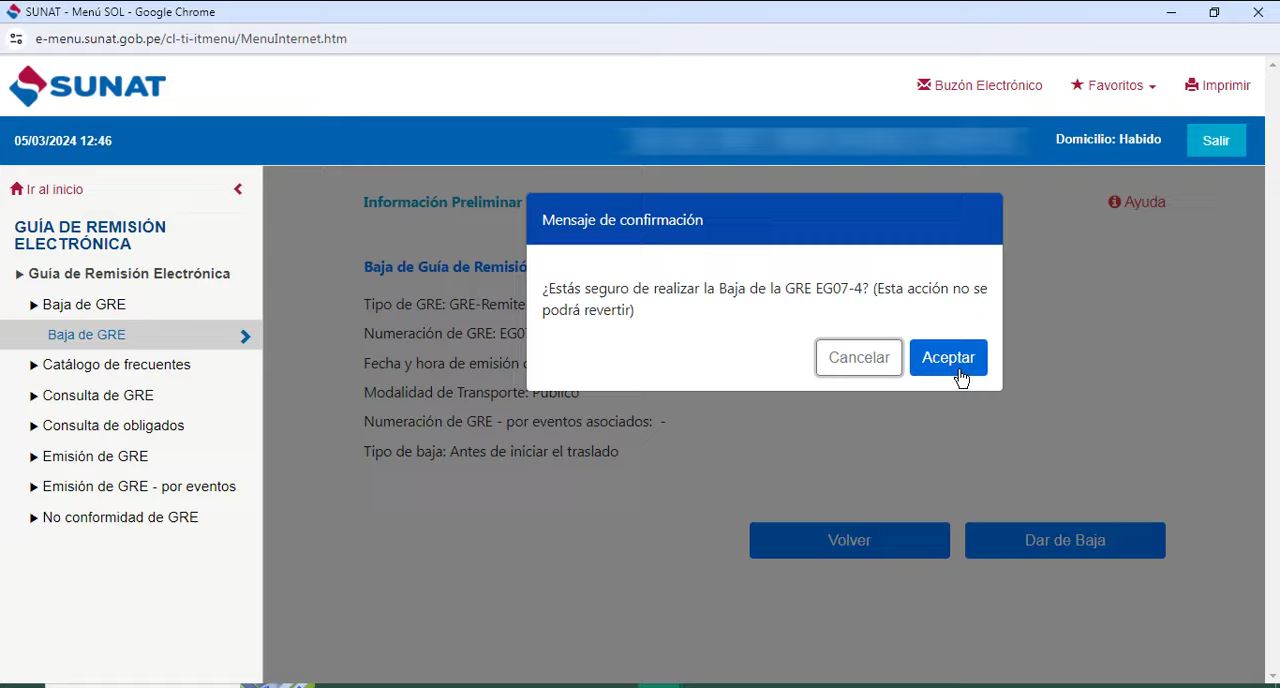 SUNAT - Menú SOL - Google Chrome
e-menu.sunat.gob.pe/cl-ti-itmenu/MenuInternet.htm
SUNAT
Buzón Electrónico
Favoritos
Imprimir
05/03/2024 12:46
Domicilio: Habido
Salir
Ir al inicio
GUÍA DE REMISIÓN
ELECTRÓNICA
Guía de Remisión Electrónica
Baja de GRE
Baja de GRE
Catálogo de frecuentes
Consulta de GRE
Consulta de obligados
Emisión de GRE
Emisión de GRE - por eventos
No conformidad de GRE
Información Preliminar
Ayuda
Baja de Guía de Remisió
Tipo de GRE: GRE-Remite
Numeración de GRE: EG07
Fecha y hora de emisión
Modalidad de Transporte: Público
Numeración de GRE - por eventos asociados: -
Tipo de baja: Antes de iniciar el traslado
Mensaje de confirmación
¿Estás seguro de realizar la Baja de la GRE EG07-4? (Esta acción no se
podrá revertir)
Cancelar
Aceptar
Volver
Dar de Baja